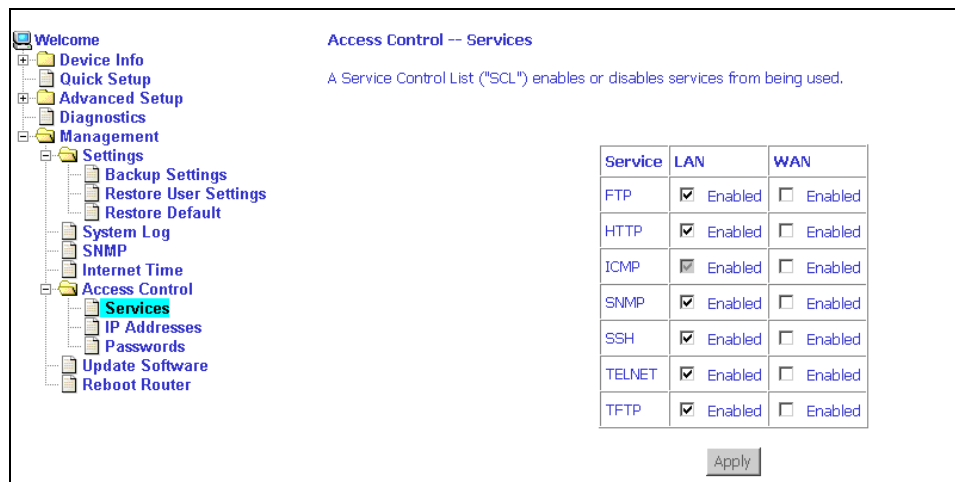 Welcome
Device Info
Quick Setup
Advanced Setup
Diagnostics
Management
Settings
Backup Settings
Restore User Settings
Restore Default
System Log
SNMP
Internet Time
Access Control
Services
IP Addresses
Passwords
Update Software
Reboot Router
Access Control -- Services
A Service Control List ("SCL") enables or disables services from being used.
Service LAN WAN
FTP Enabled Enabled
HTTP Enabled Enabled
ICMP Enabled Enabled
SNMP Enabled Enabled
SSH Enabled Enabled
TELNET Enabled Enabled
TFTP Enabled Enabled
Apply